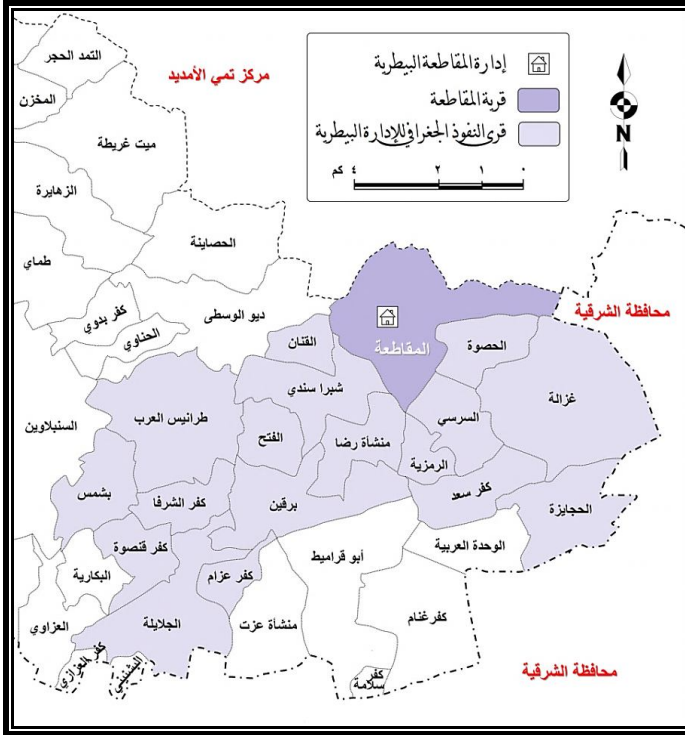 إدارة المقاطعة البيطرية
قرية المقاطعة
قرى النفوذ الجغرافي للإدارة البيطرية
٤ ٢ ١ ٠ كم
N
مركز تمي الأمديد
التمد الحجر
المخزن
ميت غريطة
الزهايرة
الحصاينة
طماي
كفر بدوي
ديو الوسطى
الحناوي
محافظة الشرقية
المقاطعة
الحصوة
القنان
شبرا سندي
غزالة
السنبلاوين
طرانيس العرب
الفتح
منشأة رضا
السرسي
الرمزية
بشمس
كفر الشرفا
برقين
كفر سعد
الحجايزة
كفر قنصوة
أبو قراميط
الوحدة العربية
البكارية
كفر عزام
العزاوي
الجلايلة
منشأة عزت
كفرغنام
كفر العزازي
البشنيني
كفر
سلامة
محافظة الشرقية